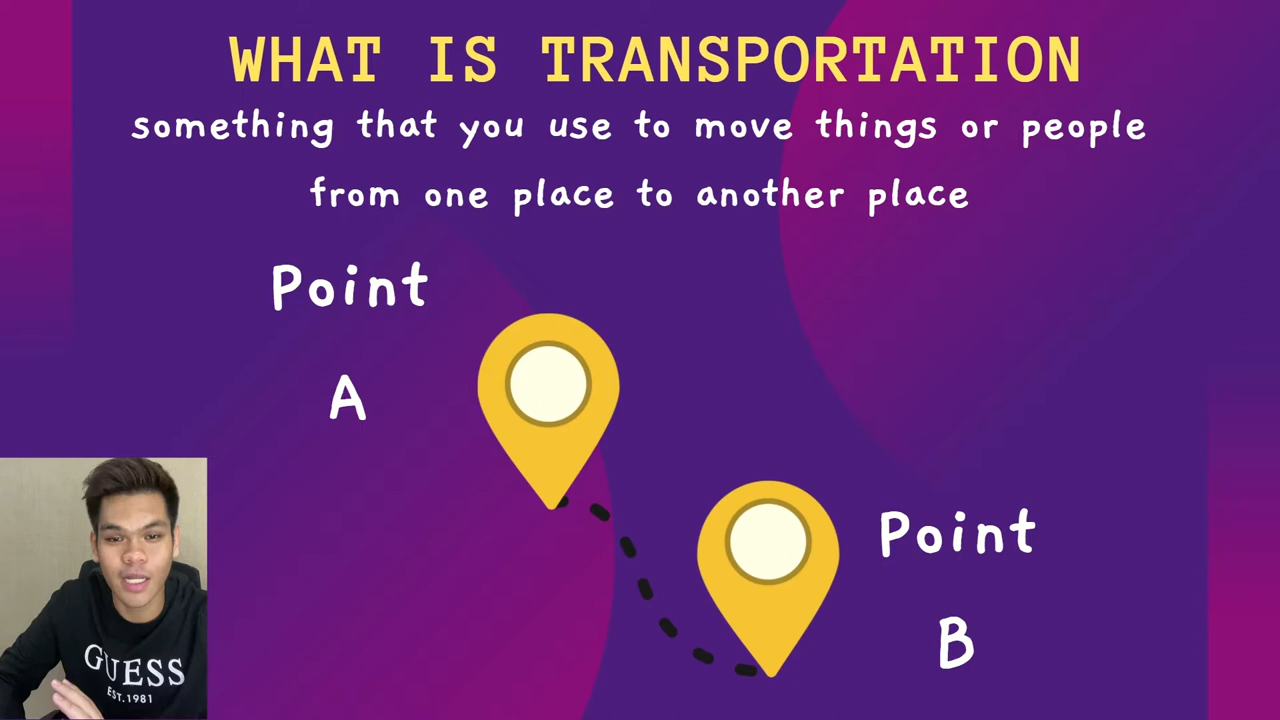 WHAT IS TRANSPORTATION
something that you use to move things or people
from one place to another place
Point
A
Point
B
GUESS
EST.1981